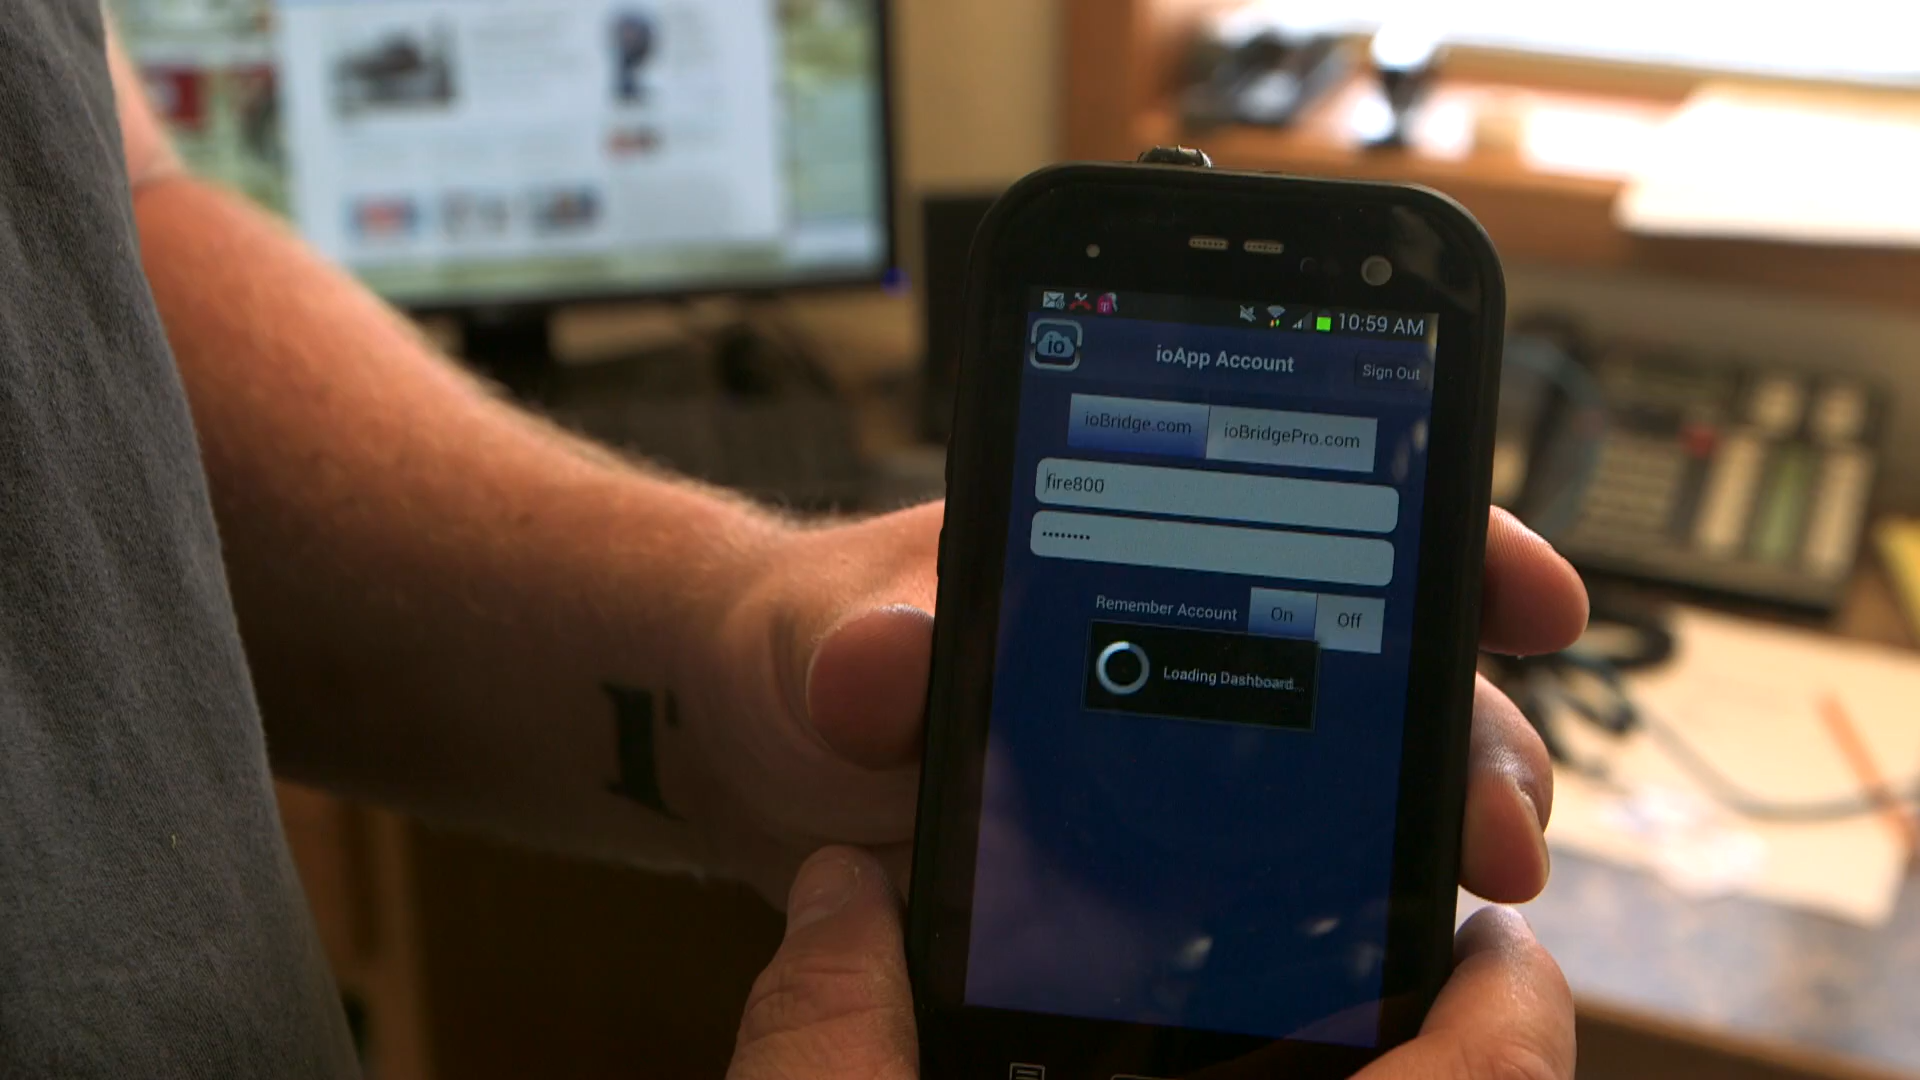 10:59 AM
io
ioApp Account
Sign Out
ioBridge.com
ioBridgePro.com
fire800
••••••••
Remember Account
On
Off
Loading Dashboard...